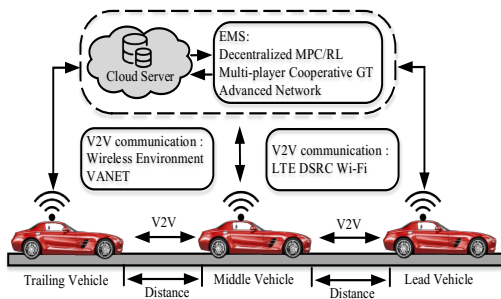 EMS:
Decentralized MPC/RL
Multi-player Cooperative GT
Advanced Network
Cloud Server
V2V communication :
Wireless Environment
VANET
V2V communication :
LTE DSRC Wi-Fi
V2V
V2V
Trailing Vehicle
Middle Vehicle
Lead Vehicle
Distance
Distance